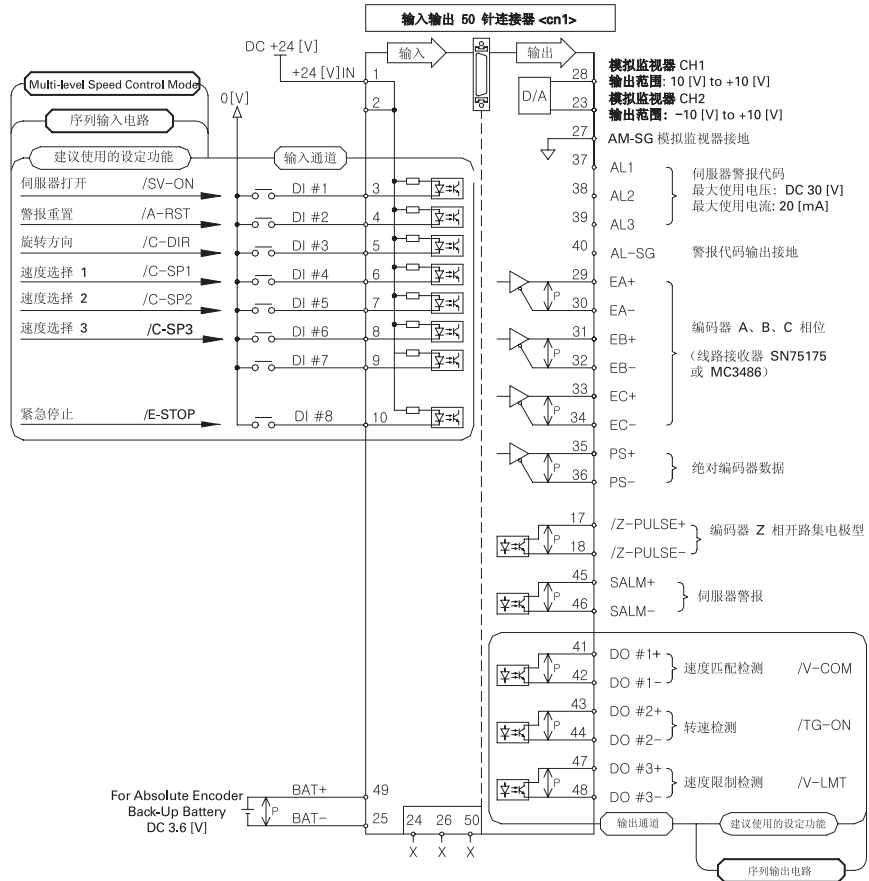 输入输出 50 针连接器 <cn1>
输入
输出
DC +24 [V]
+24 [V]IN
1
2
Multi-level Speed Control Mode
序列输入电路
建议使用的设定功能
输入通道
0[V]
伺服器打开 /SV-ON DI #1 3
警报重置 /A-RST DI #2 4
旋转方向 /C-DIR DI #3 5
速度选择 1 /C-SP1 DI #4 6
速度选择 2 /C-SP2 DI #5 7
速度选择 3 /C-SP3 DI #6 8
DI #7 9
紧急停止 /E-STOP DI #8 10
For Absolute Encoder
Back-Up Battery
DC 3.6 [V]
P
BAT+ 49
BAT- 25
24 26 50
X X X
D/A
28
模拟监视器 CH1
输出范围: 10 [V] to +10 [V]
23
模拟监视器 CH2
输出范围: -10 [V] to +10 [V]
27 AM-SG 模拟监视器接地
37 AL1
38 AL2
39 AL3
伺服器警报代码
最大使用电压: DC 30 [V]
最大使用电流: 20 [mA]
40 AL-SG 警报代码输出接地
29 EA+
P
30 EA-
31 EB+
P
32 EB-
33 EC+
P
34 EC-
编码器 A、B、C 相位
(线路接收器 SN75175
或 MC3486)
35 PS+
P
36 PS-
绝对编码器数据
17 /Z-PULSE+
P
18 /Z-PULSE-
编码器 Z 相开路集电极型
45 SALM+
P
46 SALM-
伺服器警报
41 DO #1+
P
42 DO #1-
速度匹配检测 /V-COM
43 DO #2+
P
44 DO #2-
转速检测 /TG-ON
47 DO #3+
P
48 DO #3-
速度限制检测 /V-LMT
输出通道
建议使用的设定功能
序列输出电路